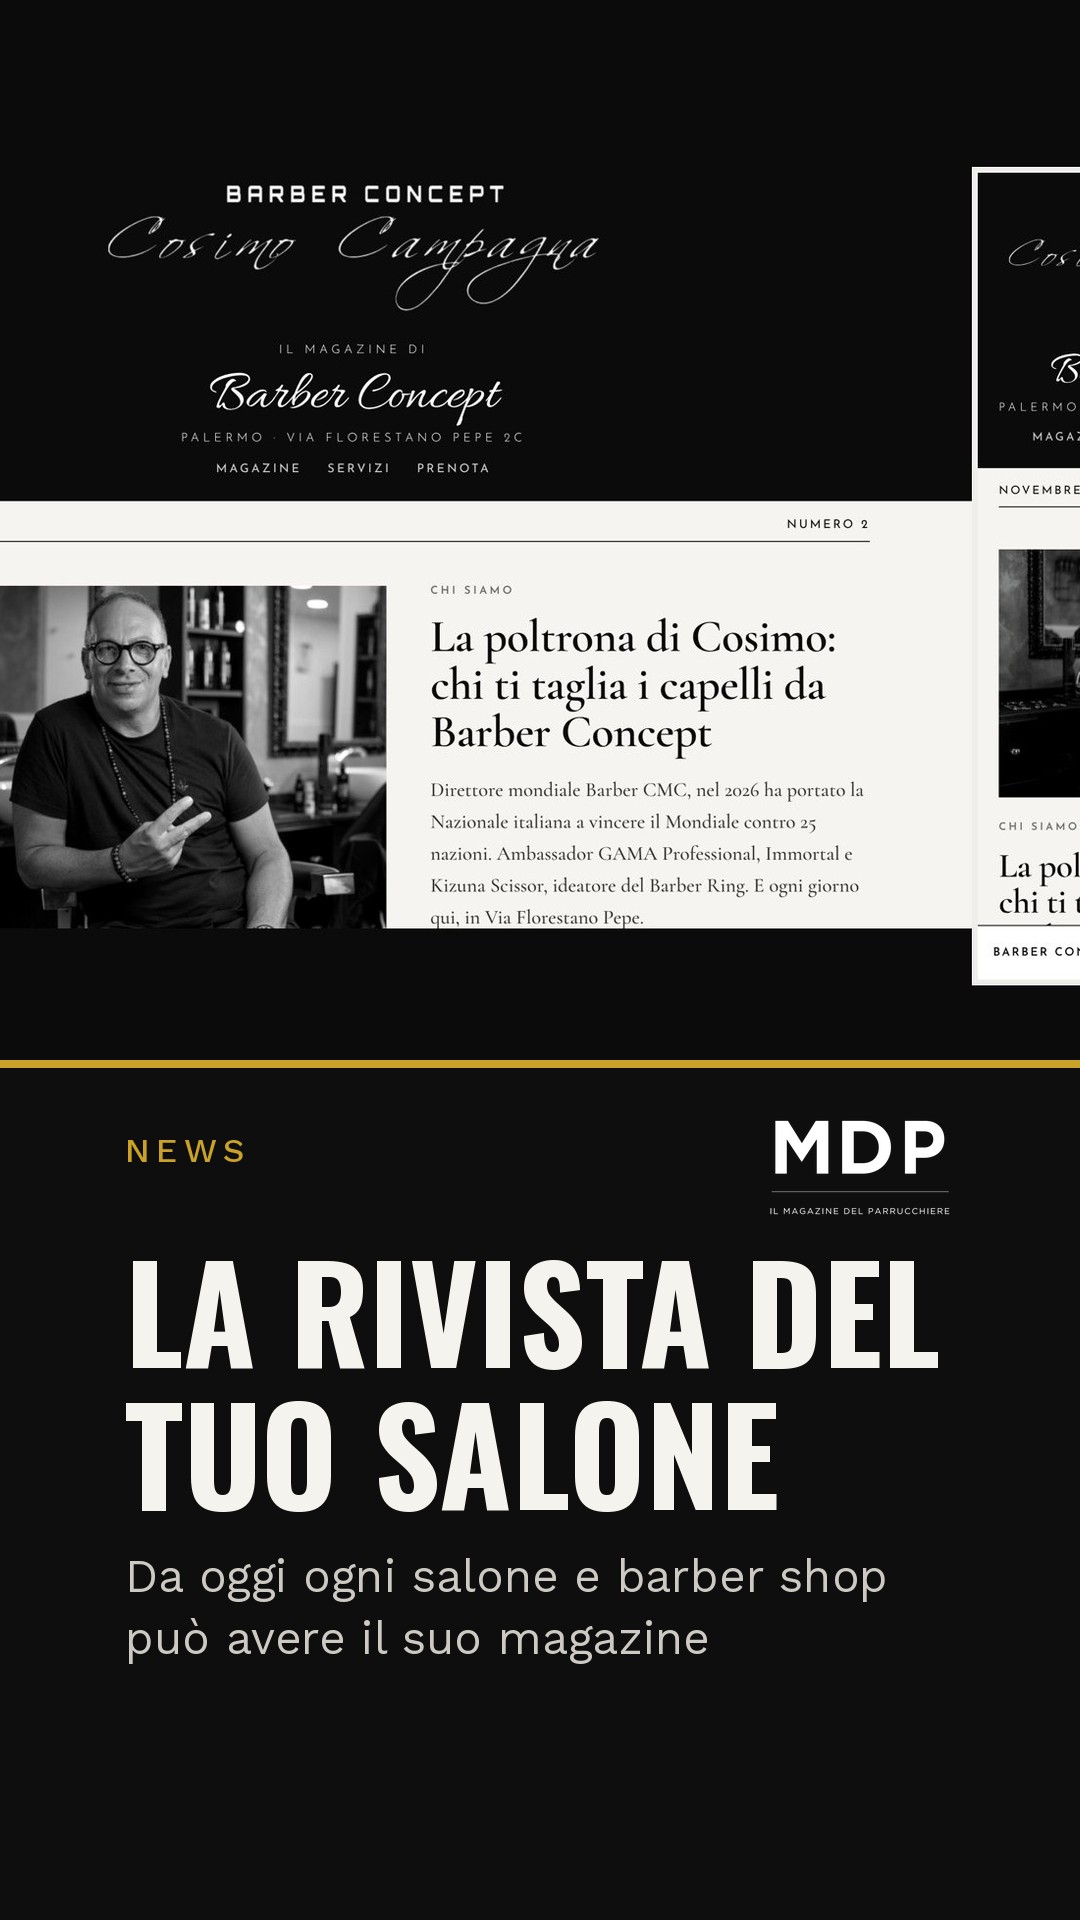 BARBER CONCEPT
Cosimo Campagna
IL MAGAZINE DI
Barber Concept
PALERMO · VIA FLORESTANO PEPE 2C
MAGAZINE SERVIZI PRENOTA
NUMERO 2
CHI SIAMO
La poltrona di Cosimo:
chi ti taglia i capelli da
Barber Concept
Direttore mondiale Barber CMC, nel 2026 ha portato la
Nazionale italiana a vincere il Mondiale contro 25
nazioni. Ambassador GAMA Professional, Immortal e
Kizuna Scissor, ideatore del Barber Ring. E ogni giorno
qui, in Via Florestano Pepe.
PALERMO
NOVEMBRE
CHI SIAMO
La
chi ti
BARBER
NEWS
MDP
IL MAGAZINE DEL PARRUCCHIERE
LA RIVISTA DEL
TUO SALONE
Da oggi ogni salone e barber shop
può avere il suo magazine